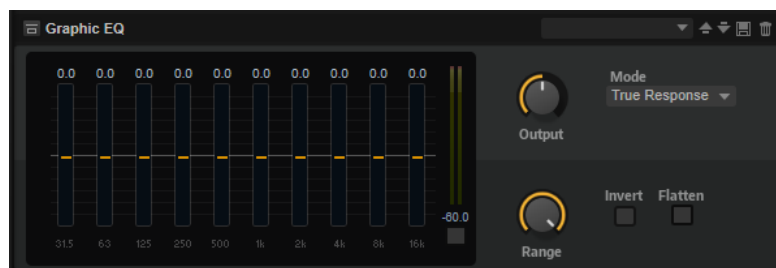 Graphic EQ
0.0 0.0 0.0 0.0 0.0 0.0 0.0 0.0 0.0 0.0
Mode
True Response
Output
-60.0
31.5 63 125 250 500 1k 2k 4k 8k 16k
Invert Flatten
Range